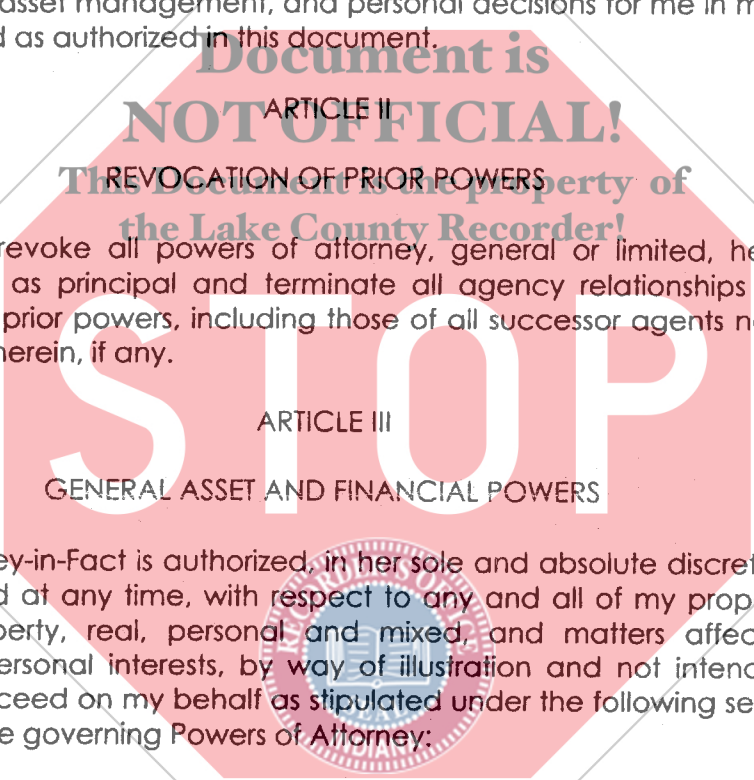 asset management, and personal decisions for me in m
d as authorized in this document.
Document is
ARTICLE II
NOT OFFICIAL!
REVOCATION OF PRIOR POWERS
This Document is the property of
the Lake County Recorder!
revoke all powers of attorney, general or limited, he
as principal and terminate all agency relationships
prior powers, including those of all successor agents n
herein, if any.
STOP
ARTICLE III
GENERAL ASSET AND FINANCIAL POWERS
ey-in-Fact is authorized, in her sole and absolute discret
d at any time, with respect to any and all of my prop
perty, real, personal and mixed, and matters affec
ersonal interests, by way of illustration and not intend
ceed on my behalf as stipulated under the following se
e governing Powers of Attorney: